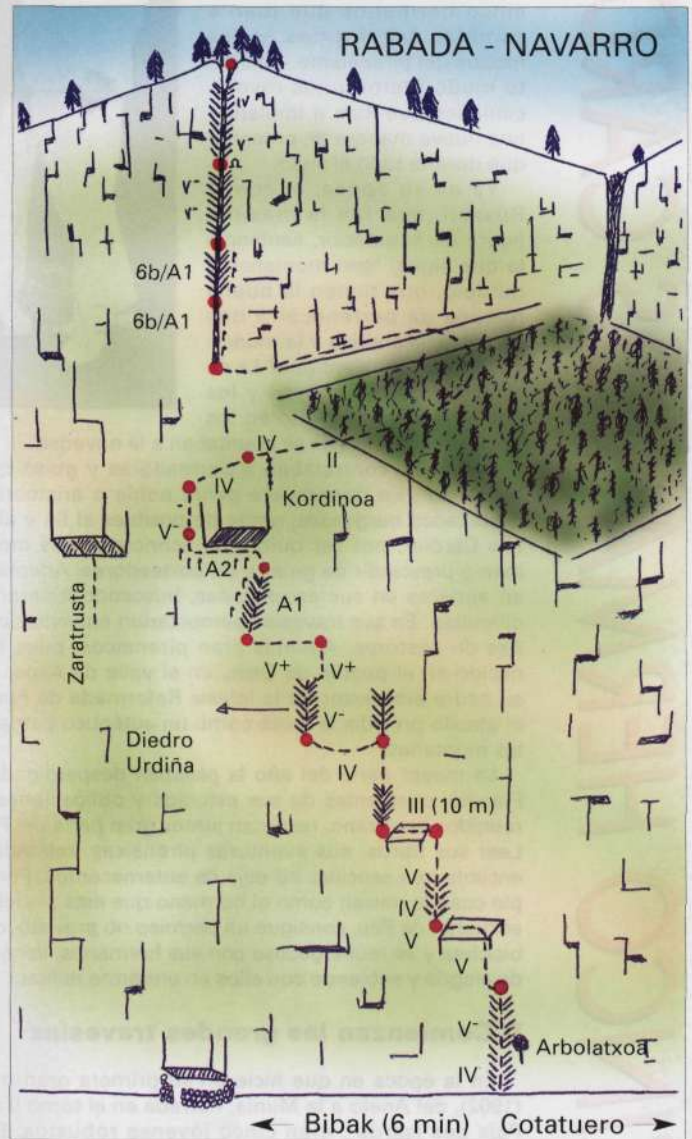 RABADA - NAVARRO
IV
V⁻
V⁻
V⁻
6b/A1
6b/A1
II
IV
II
IV
Kordinoa
V⁻
A2
A1
Zaratrusta
V⁺
V⁺
V⁻
Diedro
Urdiña
IV
III (10 m)
V
IV
V
V
V⁻
Arbolatxoa
IV
Bibak (6 min)
Cotatuero